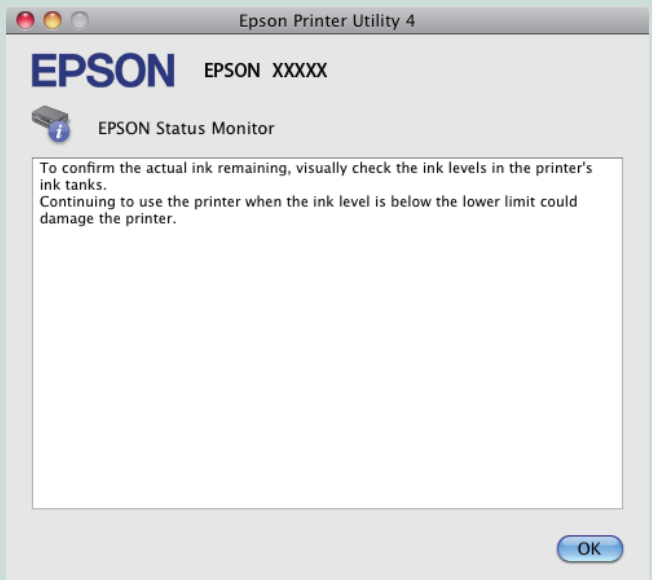 Epson Printer Utility 4
EPSON EPSON XXXXX
EPSON Status Monitor
To confirm the actual ink remaining, visually check the ink levels in the printer's
ink tanks.
Continuing to use the printer when the ink level is below the lower limit could
damage the printer.
OK